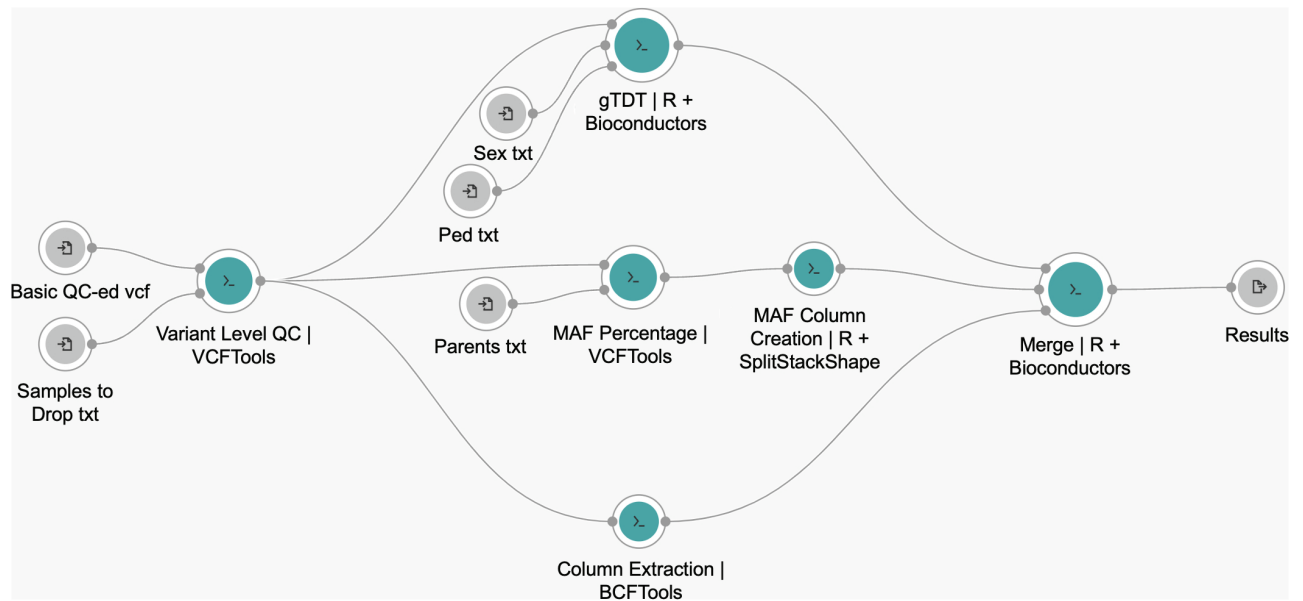 gTDT | R +
Bioconductors
Sex txt
Ped txt
Basic QC-ed vcf
Variant Level QC |
VCFTools
Samples to
Drop txt
Parents txt
MAF Percentage |
VCFTools
MAF Column
Creation | R +
SplitStackShape
Merge | R +
Bioconductors
Results
Column Extraction |
BCFTools